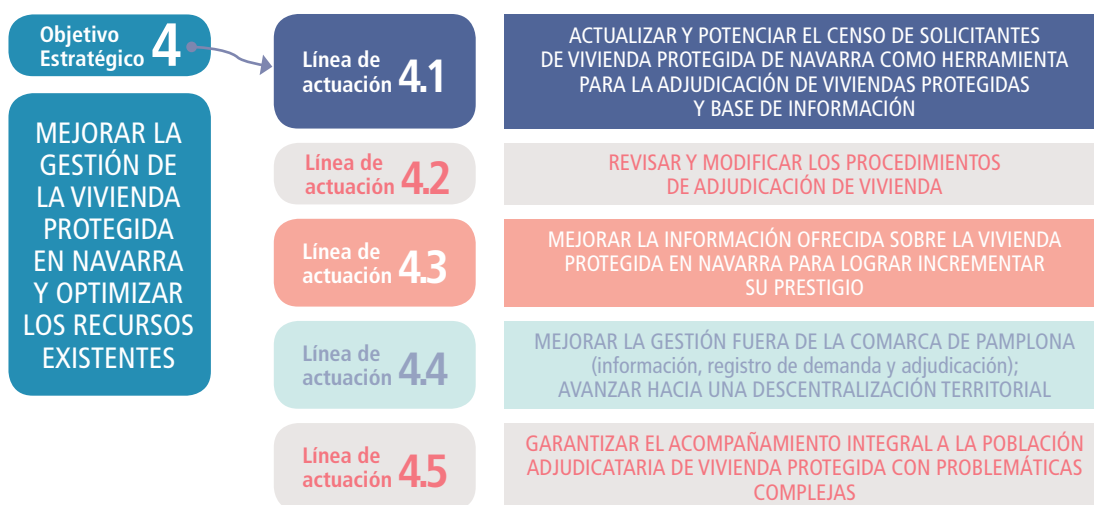 Objetivo
Estratégico 4
MEJORAR LA
GESTIÓN DE
LA VIVIENDA
PROTEGIDA
EN NAVARRA
Y OPTIMIZAR
LOS RECURSOS
EXISTENTES
Línea de
actuación 4.1
ACTUALIZAR Y POTENCIAR EL CENSO DE SOLICITANTES
DE VIVIENDA PROTEGIDA DE NAVARRA COMO HERRAMIENTA
PARA LA ADJUDICACIÓN DE VIVIENDAS PROTEGIDAS
Y BASE DE INFORMACIÓN
Línea de
actuación 4.2
REVISAR Y MODIFICAR LOS PROCEDIMIENTOS
DE ADJUDICACIÓN DE VIVIENDA
Línea de
actuación 4.3
MEJORAR LA INFORMACIÓN OFRECIDA SOBRE LA VIVIENDA
PROTEGIDA EN NAVARRA PARA LOGRAR INCREMENTAR
SU PRESTIGIO
Línea de
actuación 4.4
MEJORAR LA GESTIÓN FUERA DE LA COMARCA DE PAMPLONA
(información, registro de demanda y adjudicación);
AVANZAR HACIA UNA DESCENTRALIZACIÓN TERRITORIAL
Línea de
actuación 4.5
GARANTIZAR EL ACOMPAÑAMIENTO INTEGRAL A LA POBLACIÓN
ADJUDICATARIA DE VIVIENDA PROTEGIDA CON PROBLEMÁTICAS
COMPLEJAS